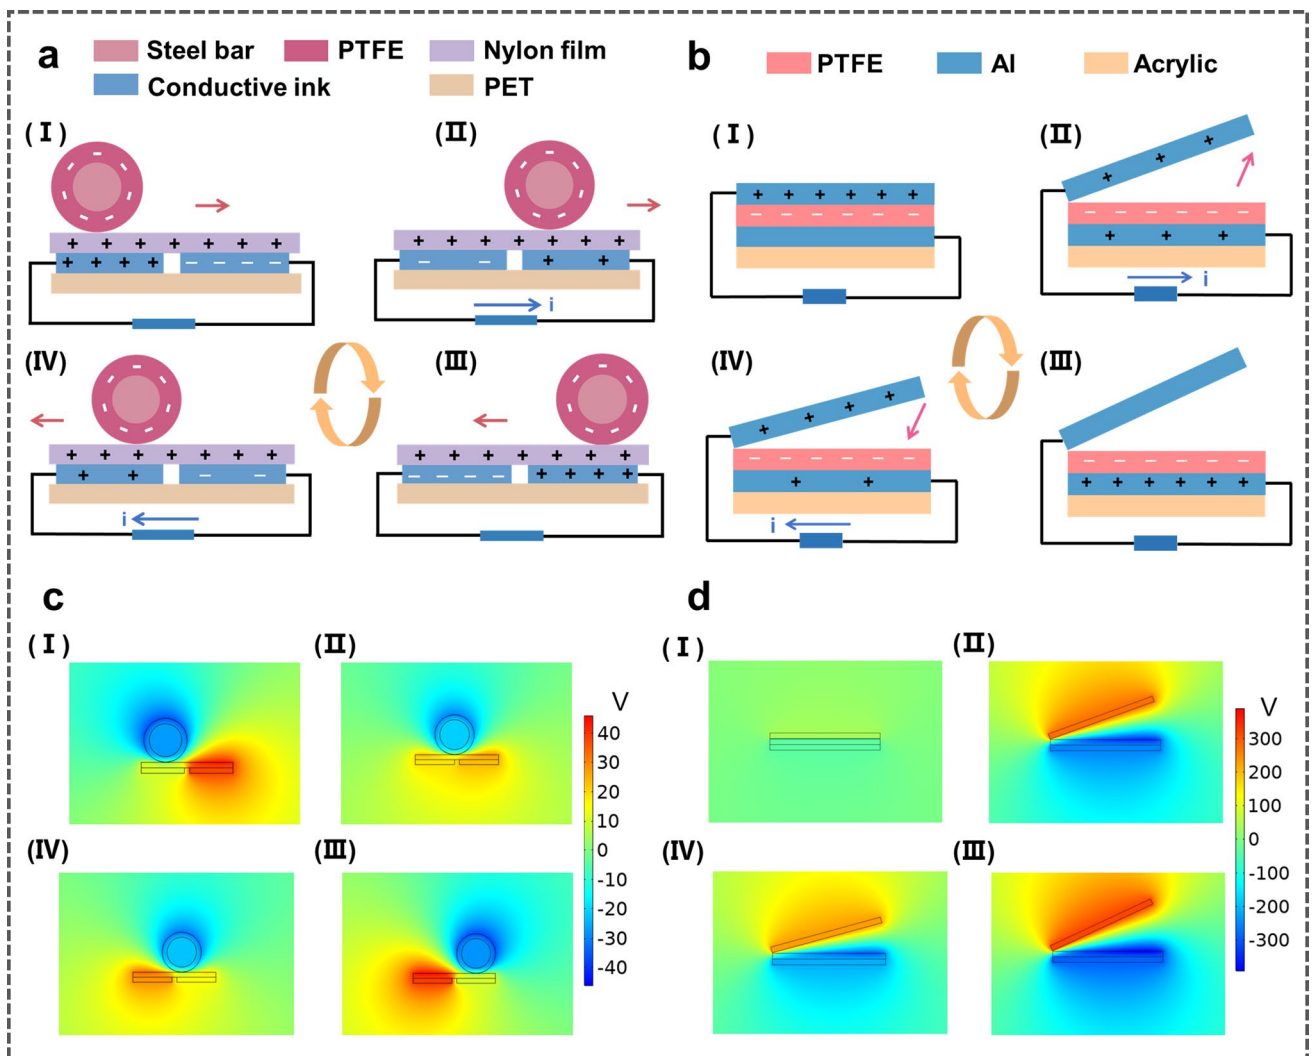 a
Steel bar PTFE Nylon film
Conductive ink PET
(I) (II)
+ + + + + + +
+ + + + − − − −
+ + + + + + +
− − + +
i
(IV) (III)
+ + + + + + +
+ + − −
i
+ + + + + + +
− − − − + + + +
b
PTFE Al Acrylic
(I) (II)
+ + + + + +
− − − − − −
+ + +
− − − − − −
+ + +
i
(IV) (III)
+ + + +
− − − − − −
+ +
i
− − − − − −
+ + + + + +
c
(I) (II)
(IV) (III)
V
40
30
20
10
0
-10
-20
-30
-40
d
(I) (II)
(IV) (III)
V
300
200
100
0
-100
-200
-300